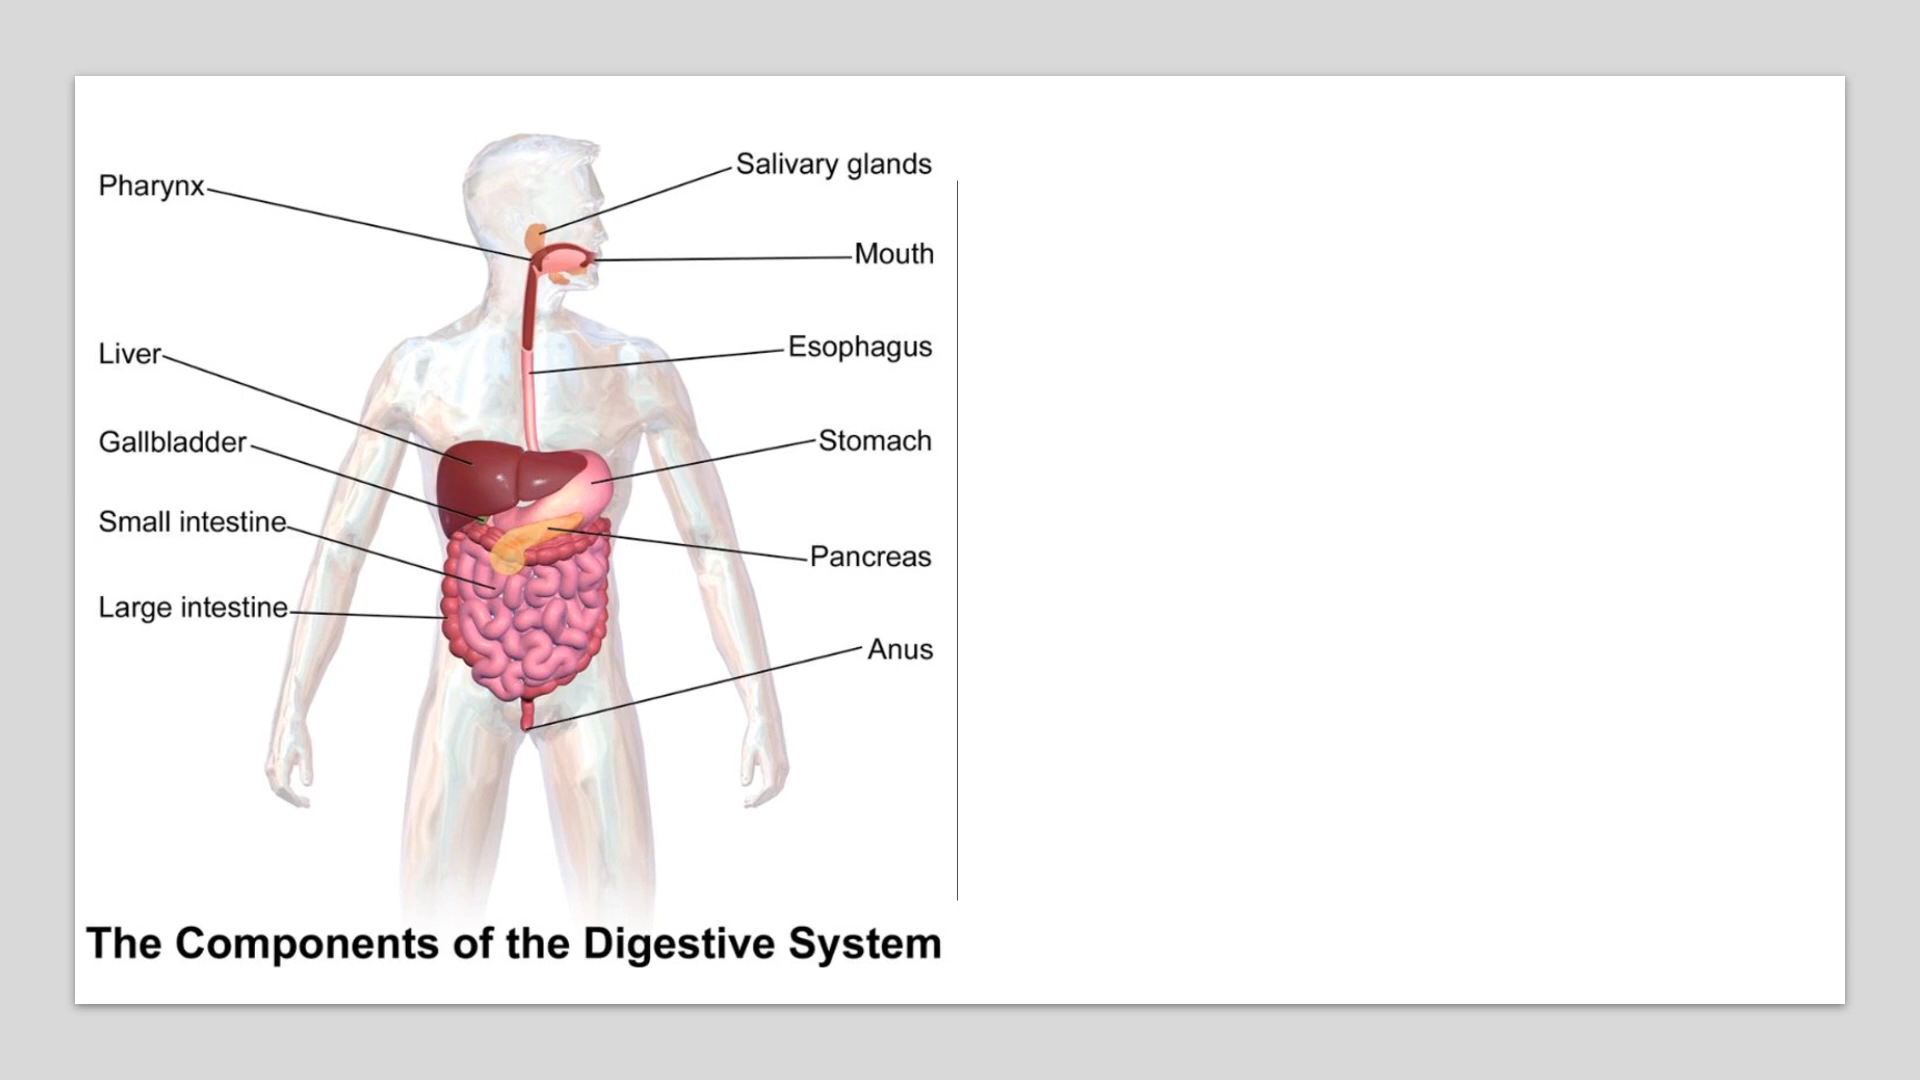 Pharynx
Salivary glands
Mouth
Liver
Esophagus
Gallbladder
Stomach
Small intestine
Pancreas
Large intestine
Anus
The Components of the Digestive System